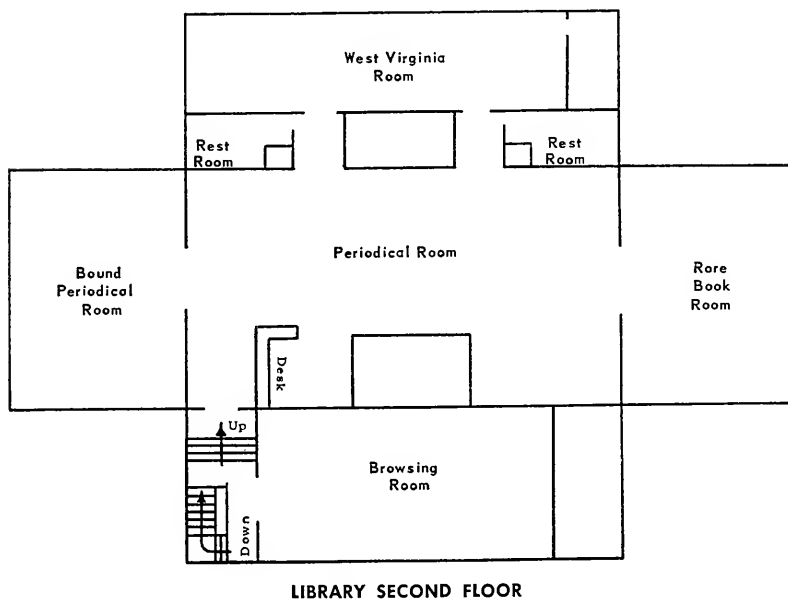 West Virginia
Room
Rest
Room
Rest
Room
Periodical Room
Bound
Periodical
Room
Rare
Book
Room
Desk
Up
Browsing
Room
Down
LIBRARY SECOND FLOOR